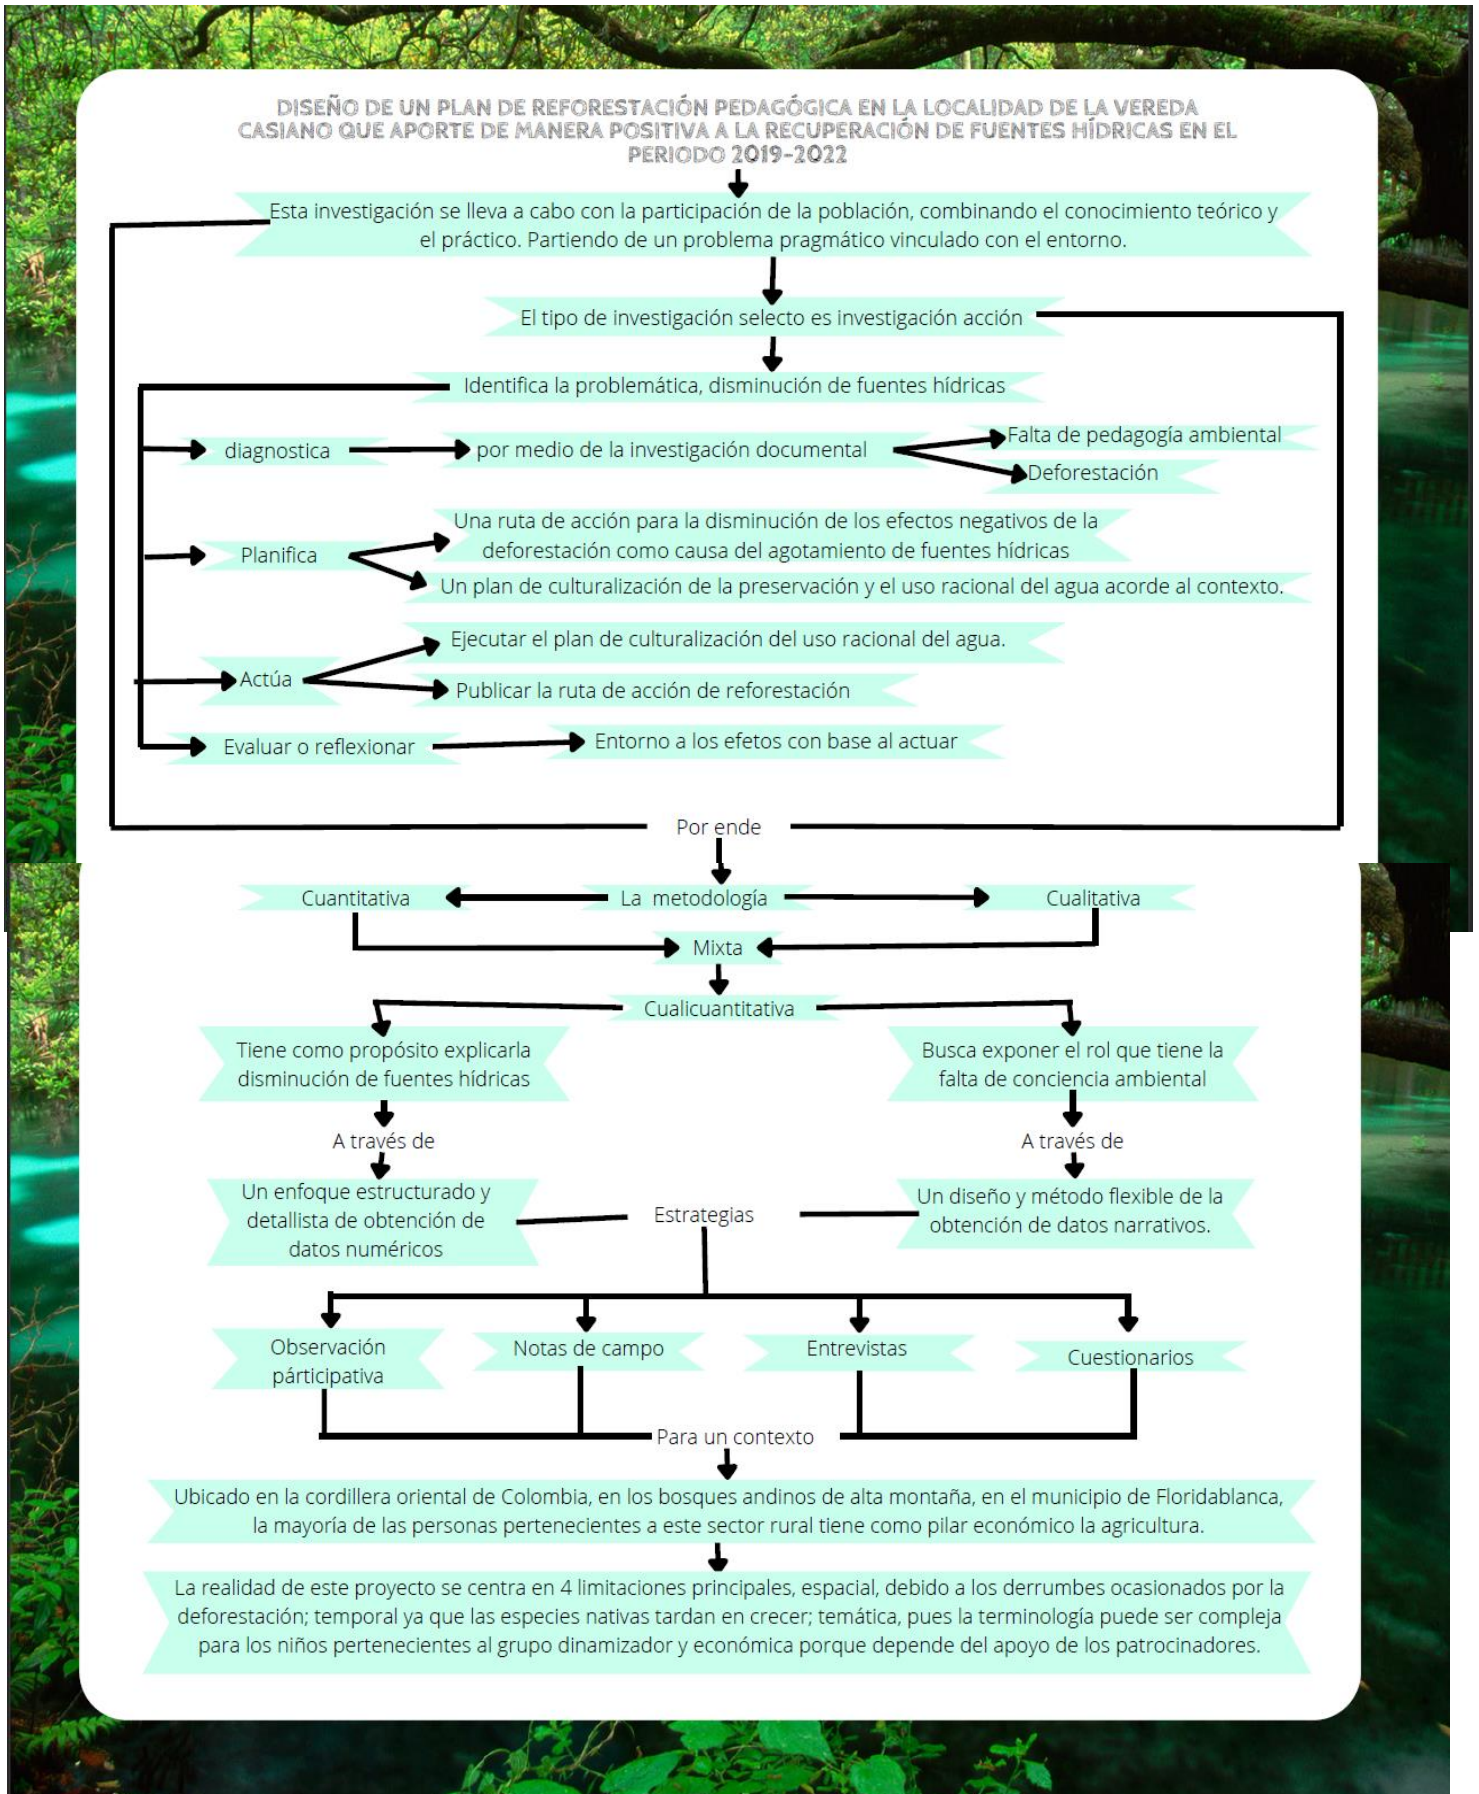 DISEÑO DE UN PLAN DE REFORESTACIÓN PEDAGÓGICA EN LA LOCALIDAD DE LA VEREDA
CASIANO QUE APORTE DE MANERA POSITIVA A LA RECUPERACIÓN DE FUENTES HÍDRICAS EN EL
PERIODO 2019-2022
Esta investigación se lleva a cabo con la participación de la población, combinando el conocimiento teórico y
el práctico. Partiendo de un problema pragmático vinculado con el entorno.
El tipo de investigación selecto es investigación acción
Identifica la problemática, disminución de fuentes hídricas
diagnostica
por medio de la investigación documental
Falta de pedagogía ambiental
Deforestación
Planifica
Una ruta de acción para la disminución de los efectos negativos de la
deforestación como causa del agotamiento de fuentes hídricas
Un plan de culturalización de la preservación y el uso racional del agua acorde al contexto.
Actúa
Ejecutar el plan de culturalización del uso racional del agua.
Publicar la ruta de acción de reforestación
Evaluar o reflexionar
Entorno a los efetos con base al actuar
Por ende
Cuantitativa
La metodología
Cualitativa
Mixta
Cualicuantitativa
Tiene como propósito explicarla
disminución de fuentes hídricas
Busca exponer el rol que tiene la
falta de conciencia ambiental
A través de
A través de
Un enfoque estructurado y
detallista de obtención de
datos numéricos
Estrategias
Un diseño y método flexible de la
obtención de datos narrativos.
Observación
párticipativa
Notas de campo
Entrevistas
Cuestionarios
Para un contexto
Ubicado en la cordillera oriental de Colombia, en los bosques andinos de alta montaña, en el municipio de Floridablanca,
la mayoría de las personas pertenecientes a este sector rural tiene como pilar económico la agricultura.
La realidad de este proyecto se centra en 4 limitaciones principales, espacial, debido a los derrumbes ocasionados por la
deforestación; temporal ya que las especies nativas tardan en crecer; temática, pues la terminología puede ser compleja
para los niños pertenecientes al grupo dinamizador y económica porque depende del apoyo de los patrocinadores.